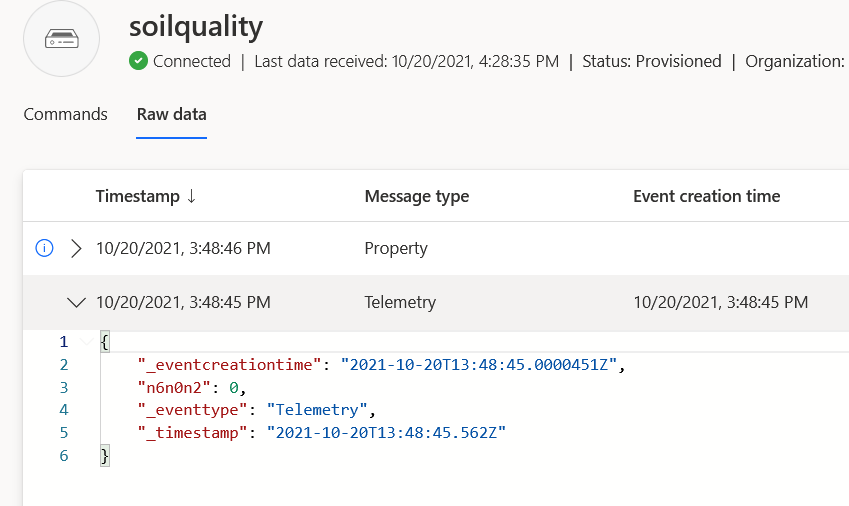 soilquality
Connected | Last data received: 10/20/2021, 4:28:35 PM | Status: Provisioned | Organization:
Commands Raw data
Timestamp ↓ Message type Event creation time
10/20/2021, 3:48:46 PM Property
10/20/2021, 3:48:45 PM Telemetry 10/20/2021, 3:48:45 PM
1 {
2 "_eventcreationtime": "2021-10-20T13:48:45.0000451Z",
3 "n6n0n2": 0,
4 "_eventtype": "Telemetry",
5 "_timestamp": "2021-10-20T13:48:45.562Z"
6 }